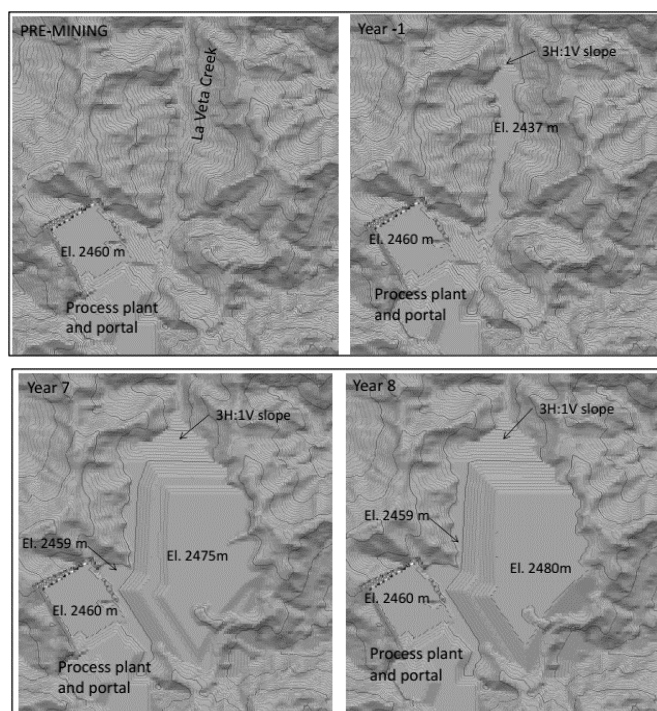 PRE-MINING
La Veta Creek
El. 2460 m
Process plant
and portal
Year -1
3H:1V slope
El. 2437 m
El. 2460 m
Process plant
and portal
Year 7
3H:1V slope
El. 2459 m
El. 2475m
El. 2460 m
Process plant
and portal
Year 8
3H:1V slope
El. 2459 m
El. 2480m
El. 2460 m
Process plant
and portal